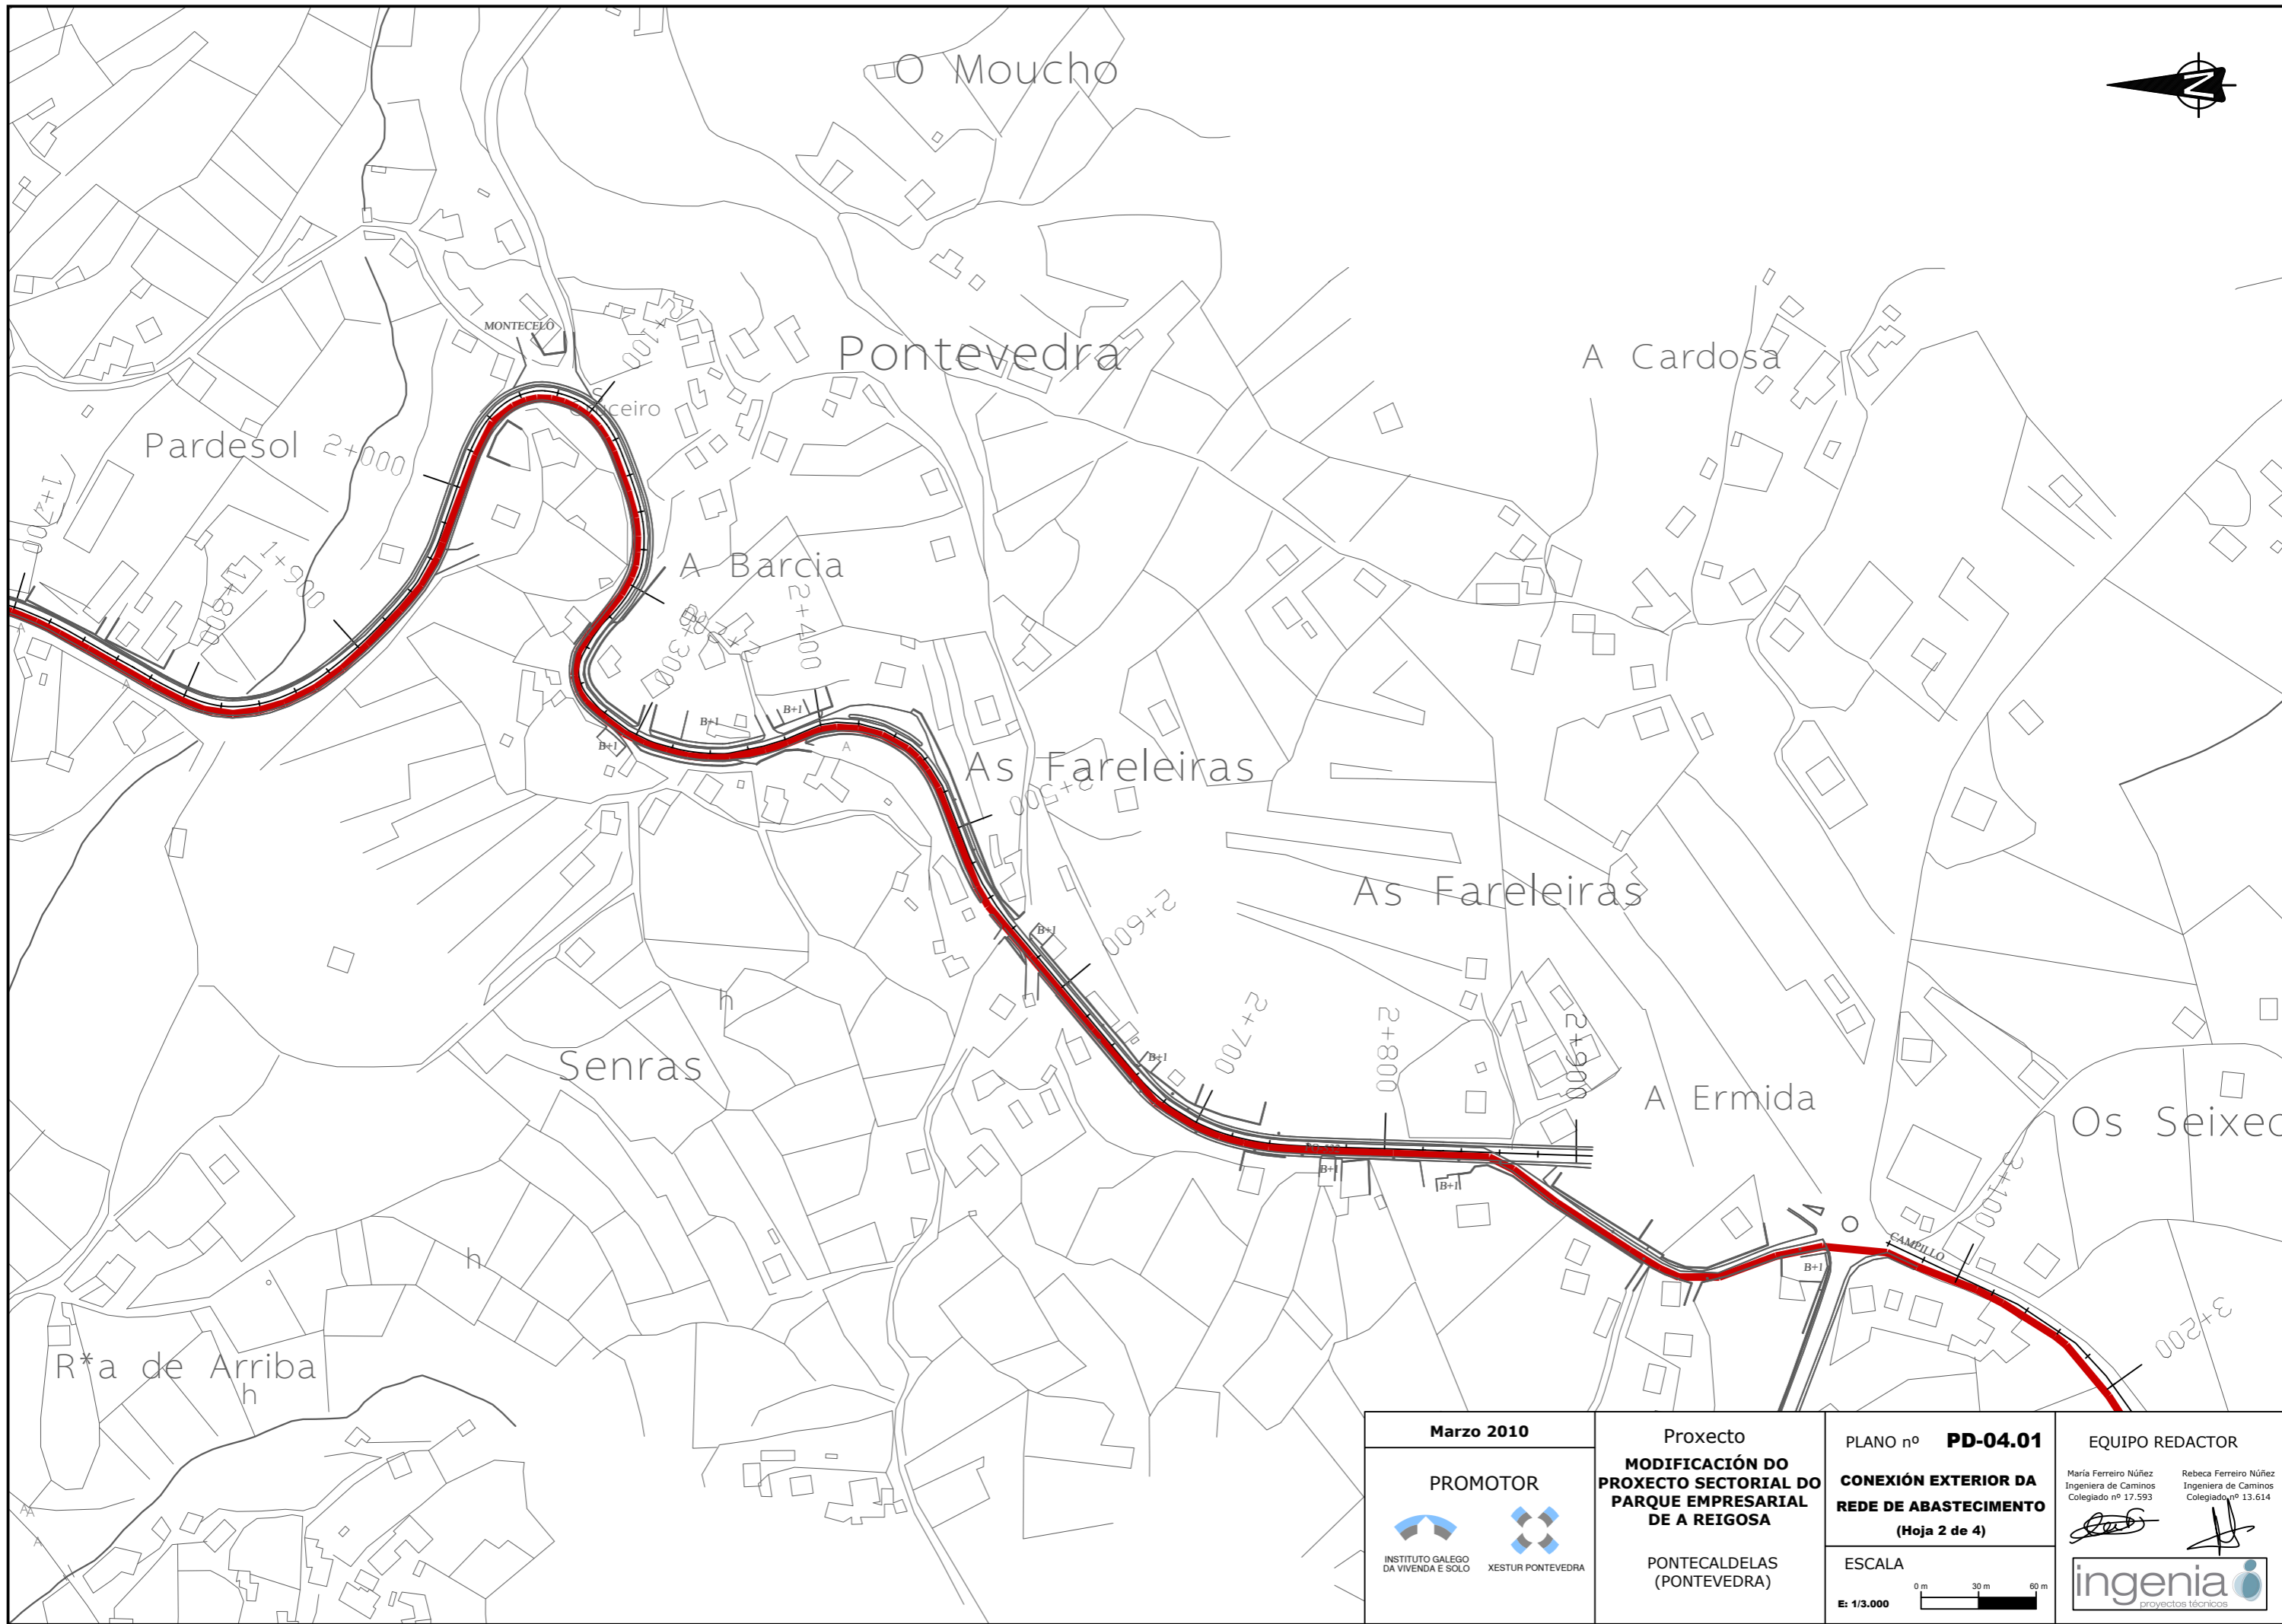 O Moucho
N
MONTECELO
2+100
Pontevedra
A Cardosa
Pardesol
2+000
1+700
A
A Barcia
2+400
1+900
1+800
2+300
A
A
B+1
B+1
B+1
A
As Fareleiras
2+500
As Fareleiras
2+600
B+1
h
2+700
2+800
2+900
B+1
Senras
A Ermida
Os Seixec
B+1
B+1
3+100
CAMPILLO
B+1
h
3+200
R*a de Arriba
h
AA
A
A
Marzo 2010
PROMOTOR
INSTITUTO GALEGO
DA VIVENDA E SOLO
XESTUR PONTEVEDRA
Proxecto
MODIFICACIÓN DO
PROXECTO SECTORIAL DO
PARQUE EMPRESARIAL
DE A REIGOSA
PONTECALDELAS
(PONTEVEDRA)
PLANO nº PD-04.01
CONEXIÓN EXTERIOR DA
REDE DE ABASTECIMENTO
(Hoja 2 de 4)
ESCALA
E: 1/3.000
0 m 30 m 60 m
EQUIPO REDACTOR
María Ferreiro Núñez
Ingeniera de Caminos
Colegiado nº 17.593
Rebeca Ferreiro Núñez
Ingeniera de Caminos
Colegiado nº 13.614
ingenia
proyectos técnicos